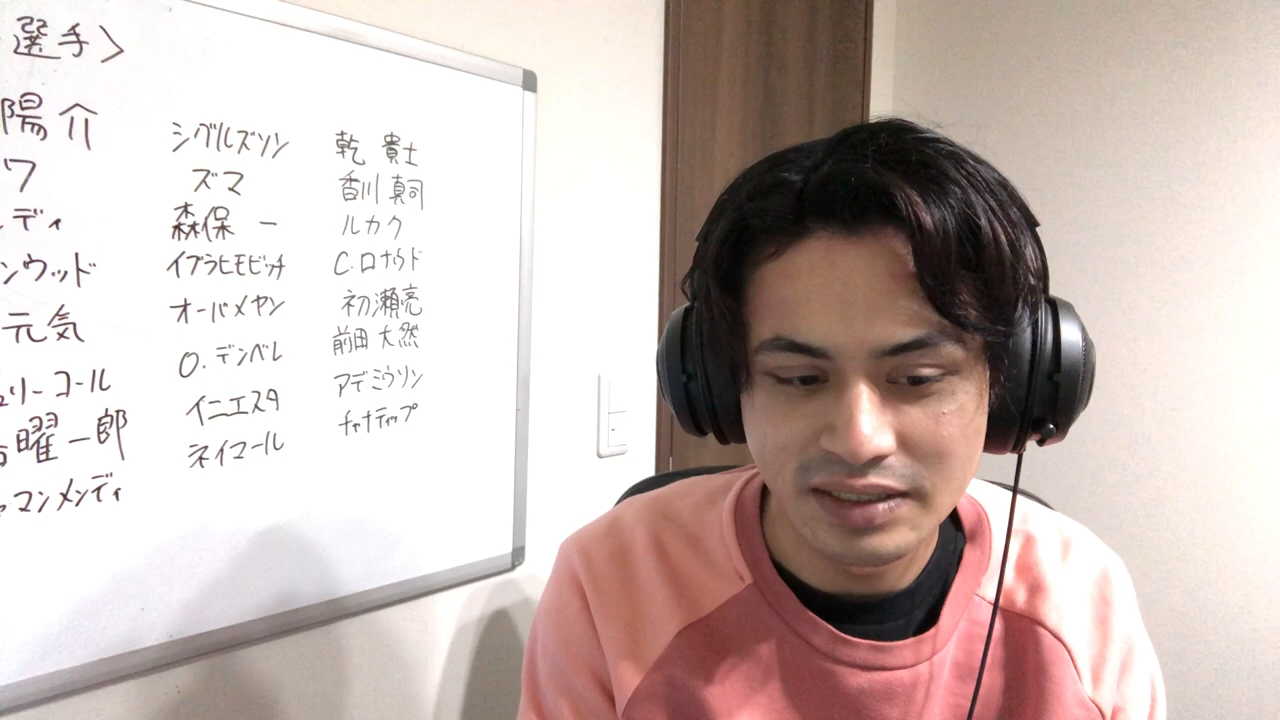 選手〉
陽介
ワ
ディ
ンウッド
元気
ュリーコール
曜一郎
マンメンディ
シグルズソン
ズマ
森保 一
イブラヒモビッチ
オーバメヤン
O.デンベレ
イニエスタ
ネイマール
乾 貴士
香川 真司
ルカク
C.ロナウド
初瀬亮
前田 大然
アデミウソン
チャナティップ